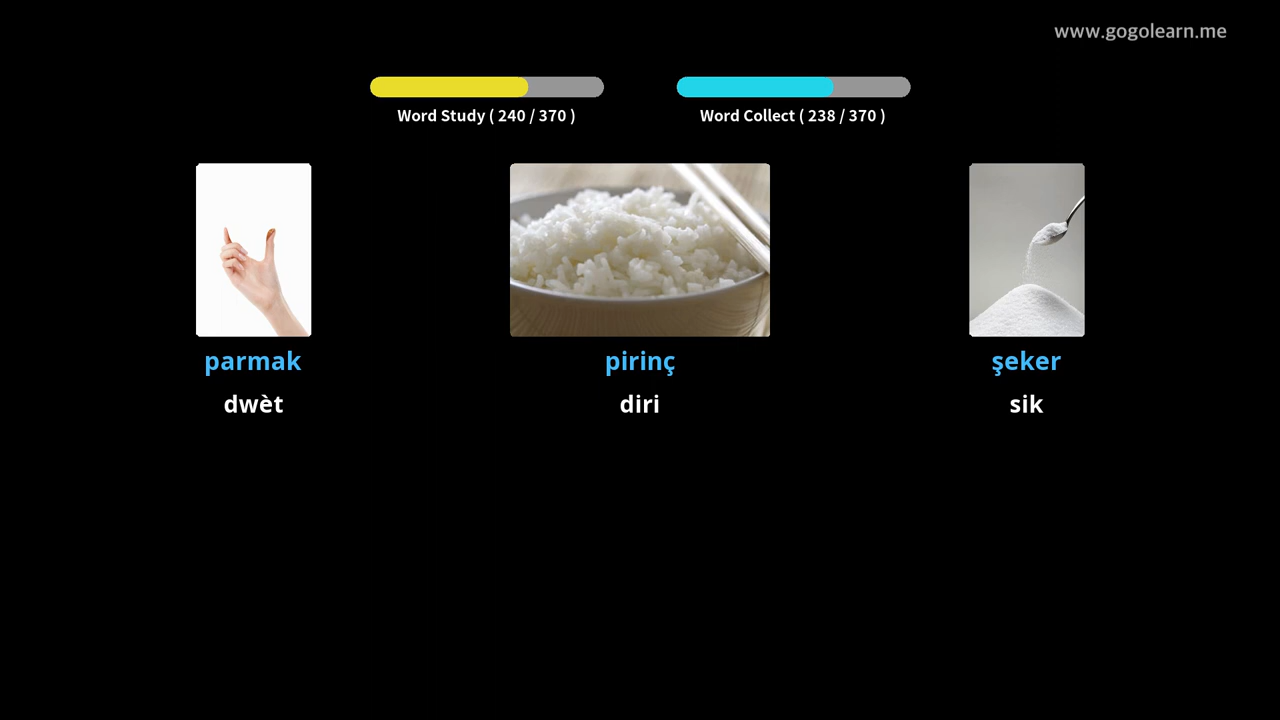 www.gogolearn.me
Word Study ( 240 / 370 )
Word Collect ( 238 / 370 )
parmak
pirinç
şeker
dwèt
diri
sik